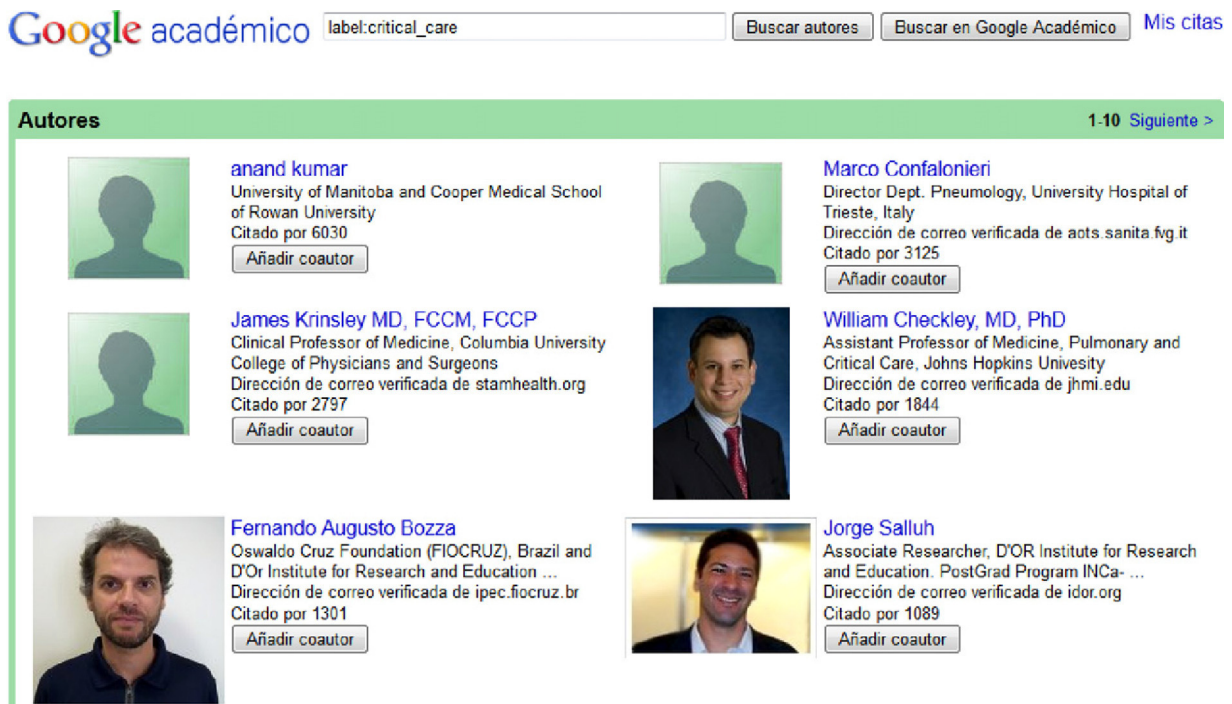 Google académico label:critical_care Buscar autores Buscar en Google Académico Mis citas
Autores 1-10 Siguiente >
anand kumar
University of Manitoba and Cooper Medical School
of Rowan University
Citado por 6030
Añadir coautor
Marco Confalonieri
Director Dept. Pneumology, University Hospital of
Trieste, Italy
Dirección de correo verificada de aots.sanita.fvg.it
Citado por 3125
Añadir coautor
James Krinsley MD, FCCM, FCCP
Clinical Professor of Medicine, Columbia University
College of Physicians and Surgeons
Dirección de correo verificada de stamhealth.org
Citado por 2797
Añadir coautor
William Checkley, MD, PhD
Assistant Professor of Medicine, Pulmonary and
Critical Care, Johns Hopkins Univesity
Dirección de correo verificada de jhmi.edu
Citado por 1844
Añadir coautor
Fernando Augusto Bozza
Oswaldo Cruz Foundation (FIOCRUZ), Brazil and
D'Or Institute for Research and Education ...
Dirección de correo verificada de ipec.fiocruz.br
Citado por 1301
Añadir coautor
Jorge Salluh
Associate Researcher, D'OR Institute for Research
and Education. PostGrad Program INCa- ...
Dirección de correo verificada de idor.org
Citado por 1089
Añadir coautor